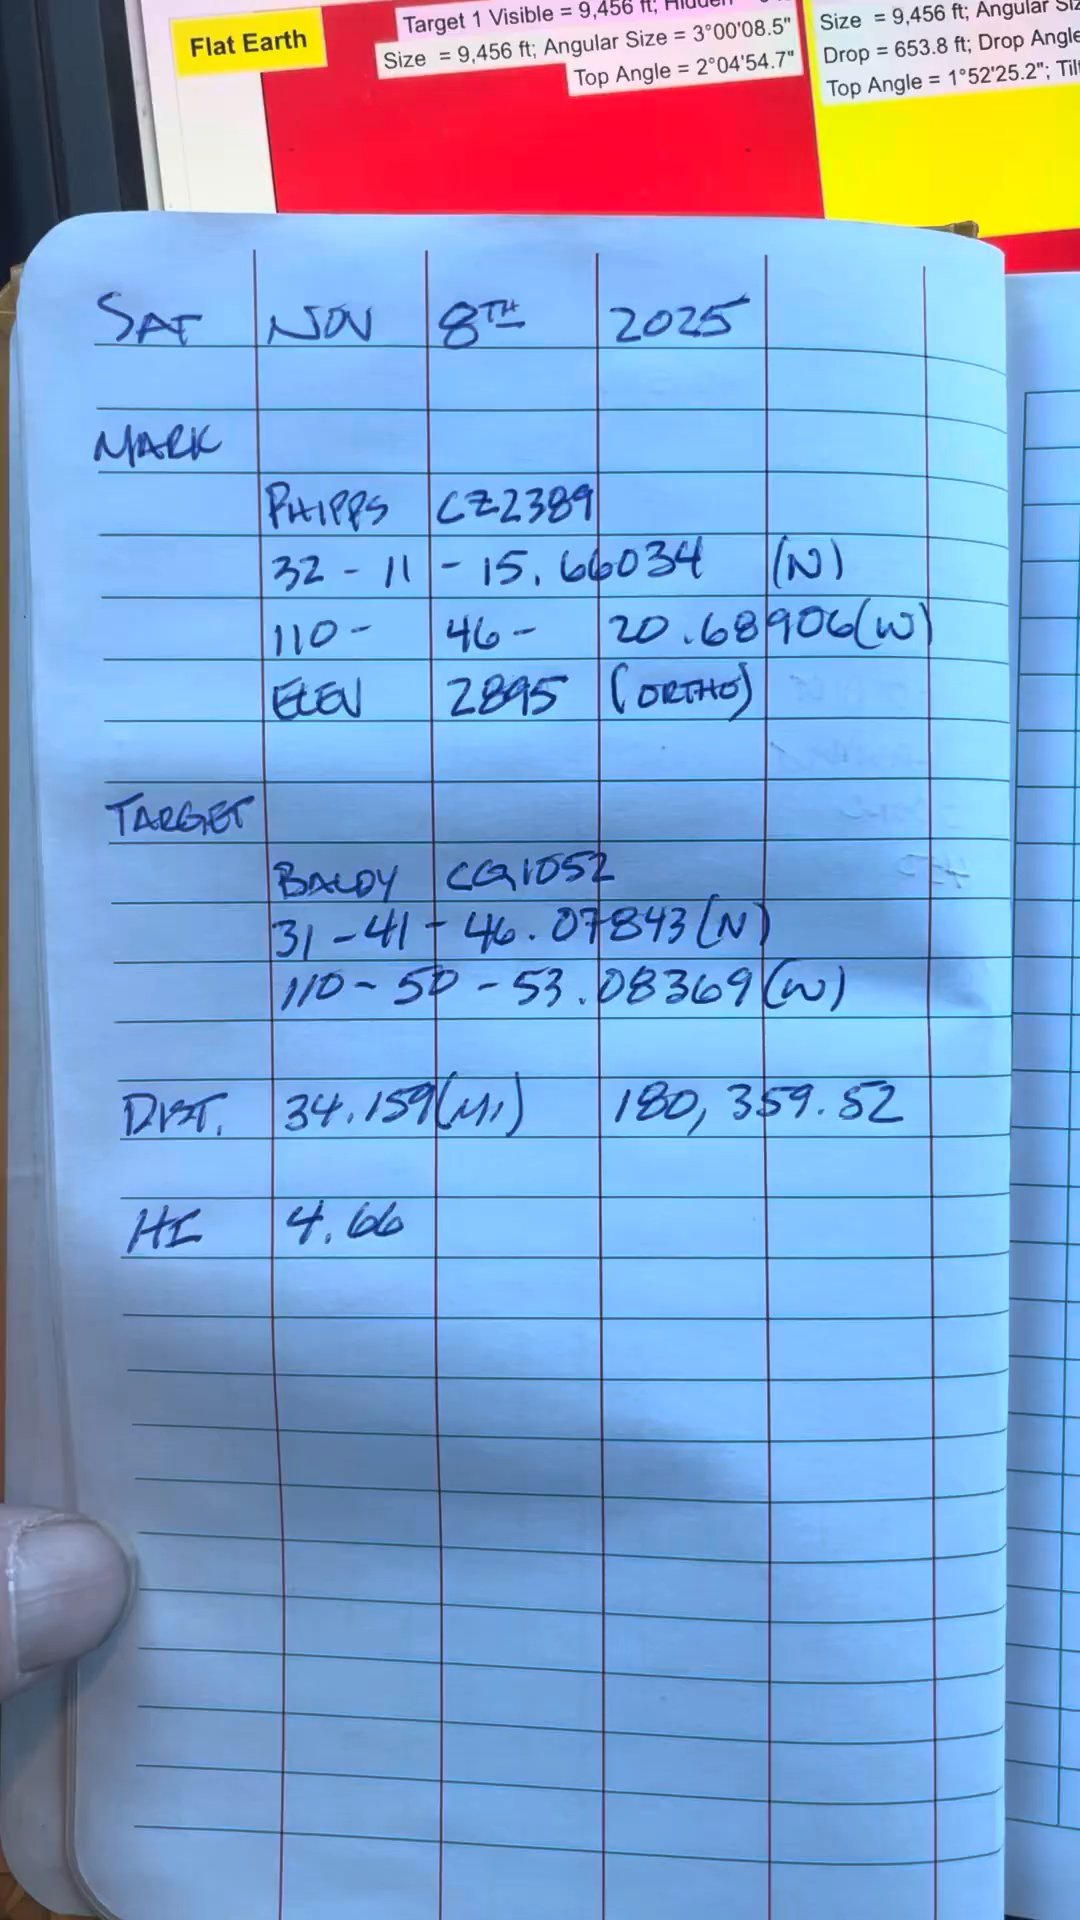 Flat Earth
Target 1 Visible = 9,456 ft; Hidden
Size = 9,456 ft; Angular Size = 3°00'08.5"
Top Angle = 2°04'54.7"
Size = 9,456 ft; Angular Siz
Drop = 653.8 ft; Drop Angle
Top Angle = 1°52'25.2"; Tilt
SAT NOV 8TH 2025
MARK
PHIPPS CZ2389
32 - 11 - 15.66034 (N)
110 - 46 - 20.68906 (W)
ELEV 2895 (ORTHO)
TARGET
BALDY CG1052
31 - 41 - 46.07843 (N)
110 - 50 - 53.08369 (W)
DIST. 34.159 (MI) 180,359.52
HI 4.66